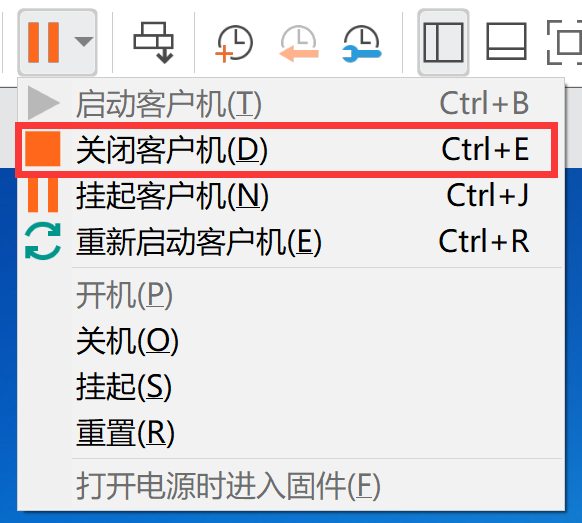 启动客户机(T) Ctrl+B
关闭客户机(D) Ctrl+E
挂起客户机(N) Ctrl+J
重新启动客户机(E) Ctrl+R
开机(P)
关机(O)
挂起(S)
重置(R)
打开电源时进入固件(F)